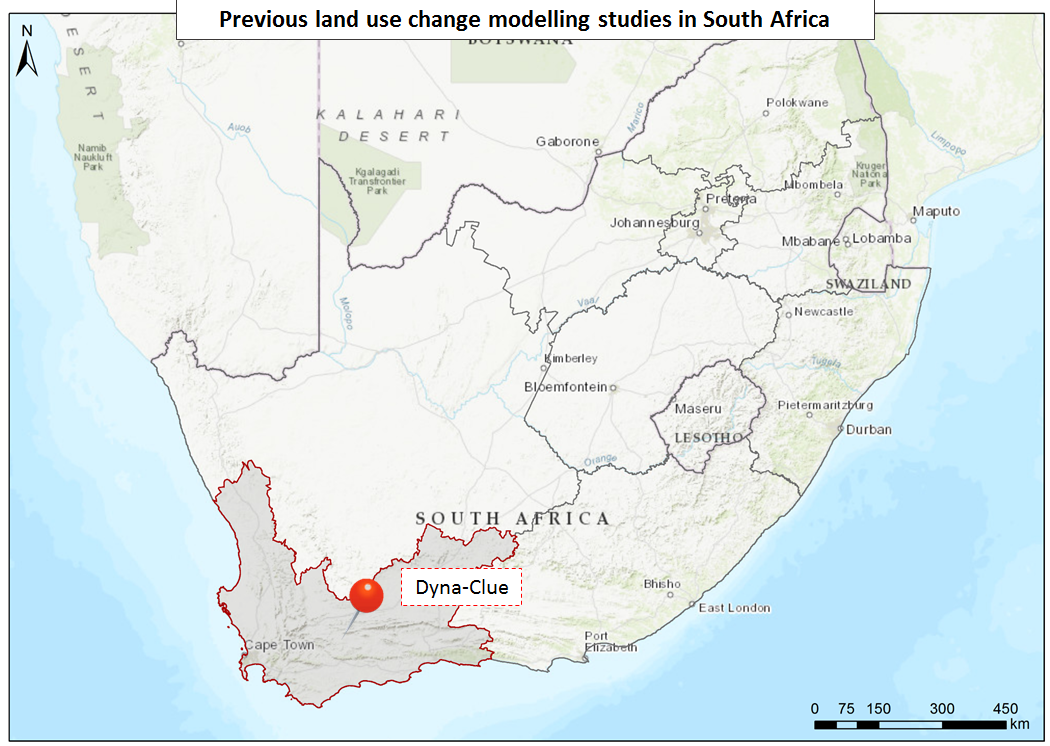 Previous land use change modelling studies in South Africa
N
DESERT
BOTSWANA
Polokwane
KALAHARI
DESERT
Marico
Auob
Gaborone
Limpopo
Namib
Naukluft
Park
Kgalagadi
Transfrontier
Park
Kruger
National
Park
Mbombela
Pretoria
Johannesburg
Maputo
Mbabane
Lobamba
SWAZILAND
Molopo
Vaal
Newcastle
Kimberley
Tugela
Bloemfontein
Maseru
Pietermaritzburg
LESOTHO
Durban
Orange
SOUTH AFRICA
Dyna-Clue
Bhisho
East London
Cape Town
Port
Elizabeth
0 75 150 300 450
km